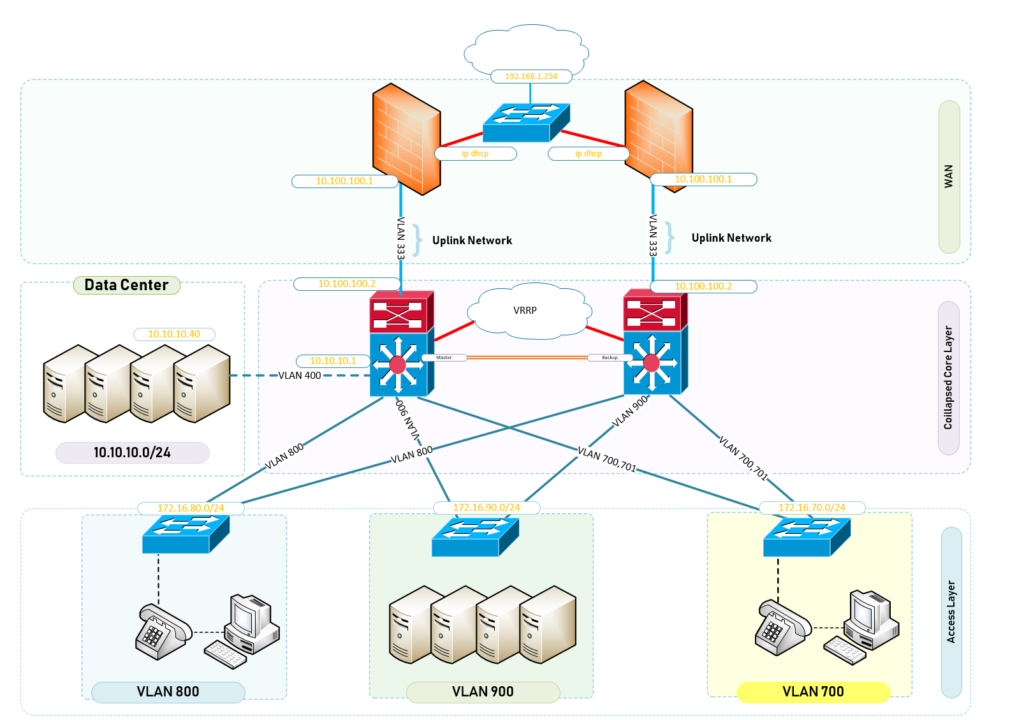 192.168.1.254
ip dhcp
ip dhcp
10.100.100.1
10.100.100.1
WAN
VLAN 333
Uplink Network
VLAN 333
Uplink Network
Data Center
10.100.100.2
10.100.100.2
VRRP
10.10.10.40
10.10.10.1
Master
Backup
VLAN 400
Coillapsed Core Layer
10.10.10.0/24
VLAN 800
VLAN 900
VLAN 800
VLAN 900
VLAN 700,701
VLAN 700,701
172.16.80.0/24
172.16.90.0/24
172.16.70.0/24
Access Layer
VLAN 800
VLAN 900
VLAN 700